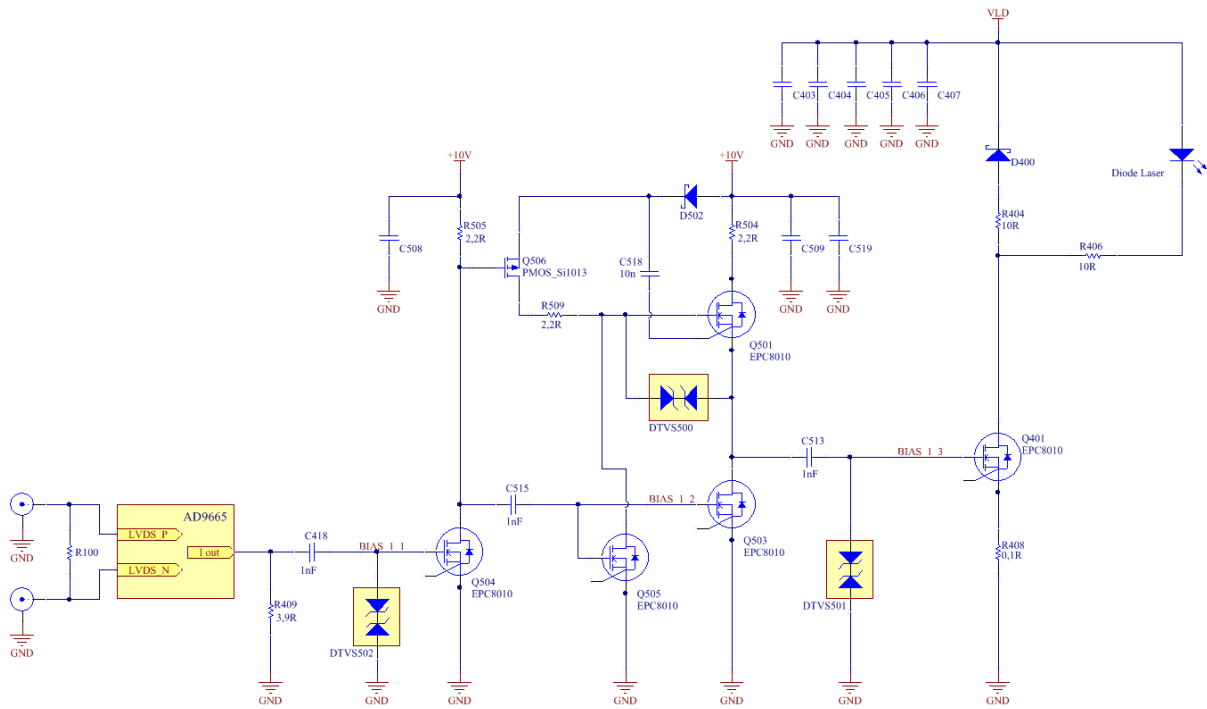 VLD
C403
C404
C405
C406
C407
GND
GND
GND
GND
GND
D400
Diode Laser
R404
10R
R406
10R
+10V
+10V
C508
GND
R505
2,2R
D502
R504
2,2R
C509
C519
GND
GND
Q506
PMOS_Si1013
C518
10n
R509
2,2R
Q501
EPC8010
DTVS500
C513
1nF
BIAS_1_3
Q401
EPC8010
C515
1nF
BIAS_1_2
Q503
EPC8010
AD9665
LVDS_P
I out
LVDS_N
R100
GND
GND
C418
1nF
BIAS_1_1
Q504
EPC8010
Q505
EPC8010
R409
3,9R
DTVS502
DTVS501
R408
0,1R
GND
GND
GND
GND
GND
GND
GND